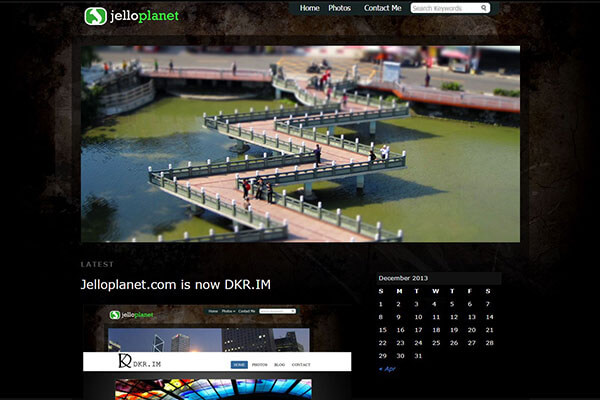 jelloplanet
Home Photos Contact Me Search Keywords
LATEST
Jelloplanet.com is now DKR.IM
December 2013
S M T W T F S
1 2 3 4 5 6 7
8 9 10 11 12 13 14
15 16 17 18 19 20 21
22 23 24 25 26 27 28
29 30 31
« Apr
jelloplanet
Home Photos Contact Me
DKR.IM
HOME PHOTOS BLOG CONTACT